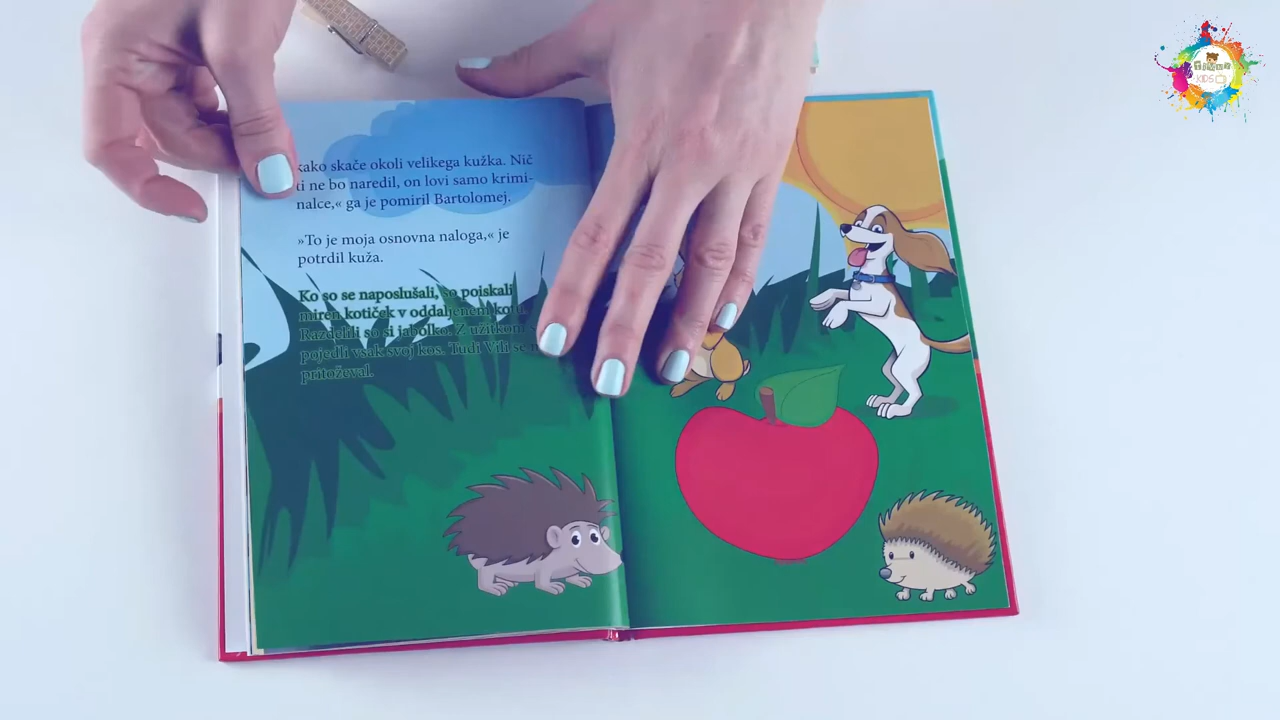 kako skače okoli velikega kužka. Nič
ti ne bo naredil, on lovi samo krimi-
nalce,« ga je pomiril Bartolomej.
»To je moja osnovna naloga,« je
potrdil kuža.
Ko so se naposlušali, so poiskali
miren kotiček v oddaljenem kotu.
Razdelili so si jabolko. Z užitkom
pojedli vsak svoj kos. Tudi Vili se
pritoževal.
KIDS